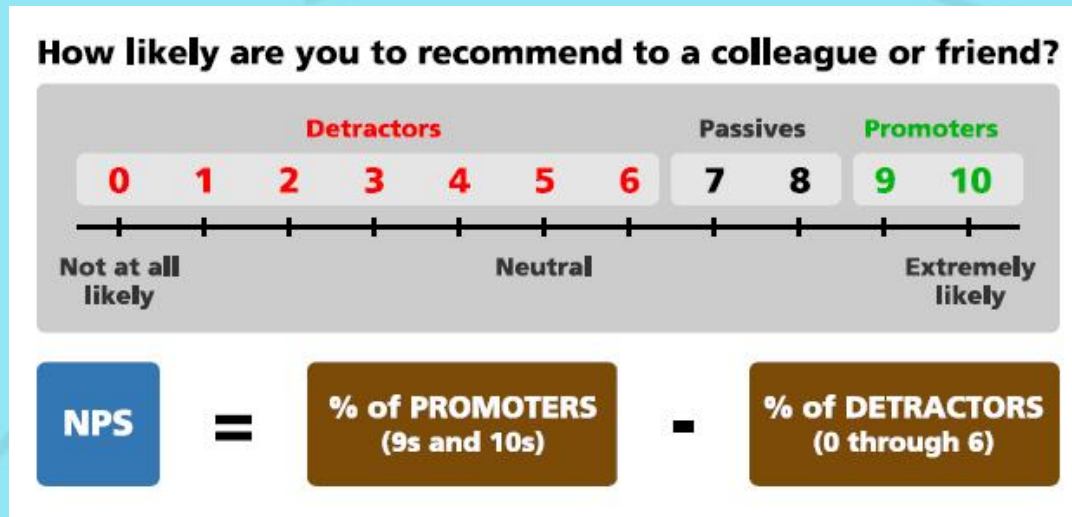 How likely are you to recommend to a colleague or friend?
Detractors Passives Promoters
0 1 2 3 4 5 6 7 8 9 10
Not at all Neutral Extremely
likely likely
NPS = % of PROMOTERS - % of DETRACTORS
(9s and 10s) (0 through 6)